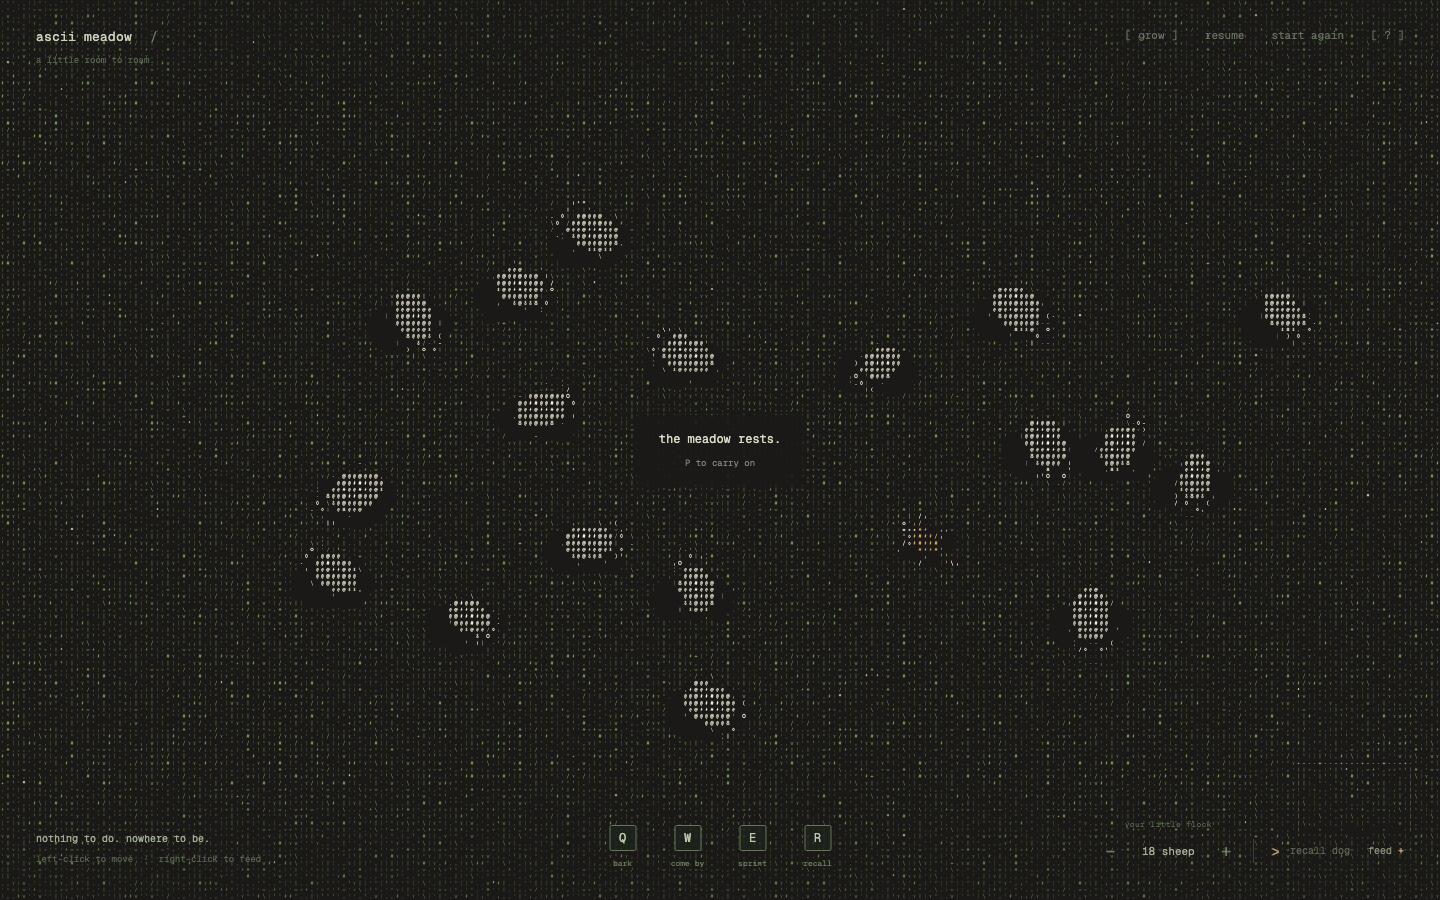 ascii meadow /
a little room to roam
[ grow ] resume start again [ ? ]
the meadow rests.
P to carry on
nothing to do. nowhere to be.
left-click to move · right-click to feed
Q W E R
bark come by sprint recall
your little flock
− 18 sheep + > recall dog feed +